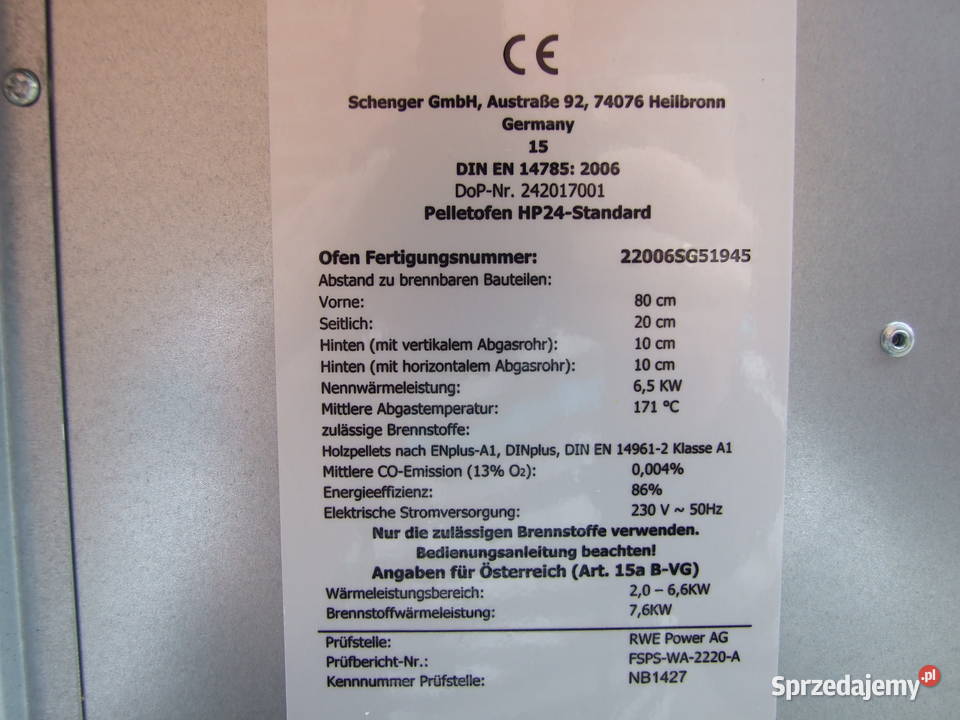 CE
Schenger GmbH, Austraße 92, 74076 Heilbronn
Germany
15
DIN EN 14785: 2006
DoP-Nr. 242017001
Pelletofen HP24-Standard
Ofen Fertigungsnummer: 22006SG51945
Abstand zu brennbaren Bauteilen:
Vorne: 80 cm
Seitlich: 20 cm
Hinten (mit vertikalem Abgasrohr): 10 cm
Hinten (mit horizontalem Abgasrohr): 10 cm
Nennwärmeleistung: 6,5 KW
Mittlere Abgastemperatur: 171 °C
zulässige Brennstoffe:
Holzpellets nach ENplus-A1, DINplus, DIN EN 14961-2 Klasse A1
Mittlere CO-Emission (13% O₂): 0,004%
Energieeffizienz: 86%
Elektrische Stromversorgung: 230 V ~ 50Hz
Nur die zulässigen Brennstoffe verwenden.
Bedienungsanleitung beachten!
Angaben für Österreich (Art. 15a B-VG)
Wärmeleistungsbereich: 2,0 – 6,6KW
Brennstoffwärmeleistung: 7,6KW
Prüfstelle: RWE Power AG
Prüfbericht-Nr.: FSPS-WA-2220-A
Kennnummer Prüfstelle: NB1427
Sprzedajemy.pl